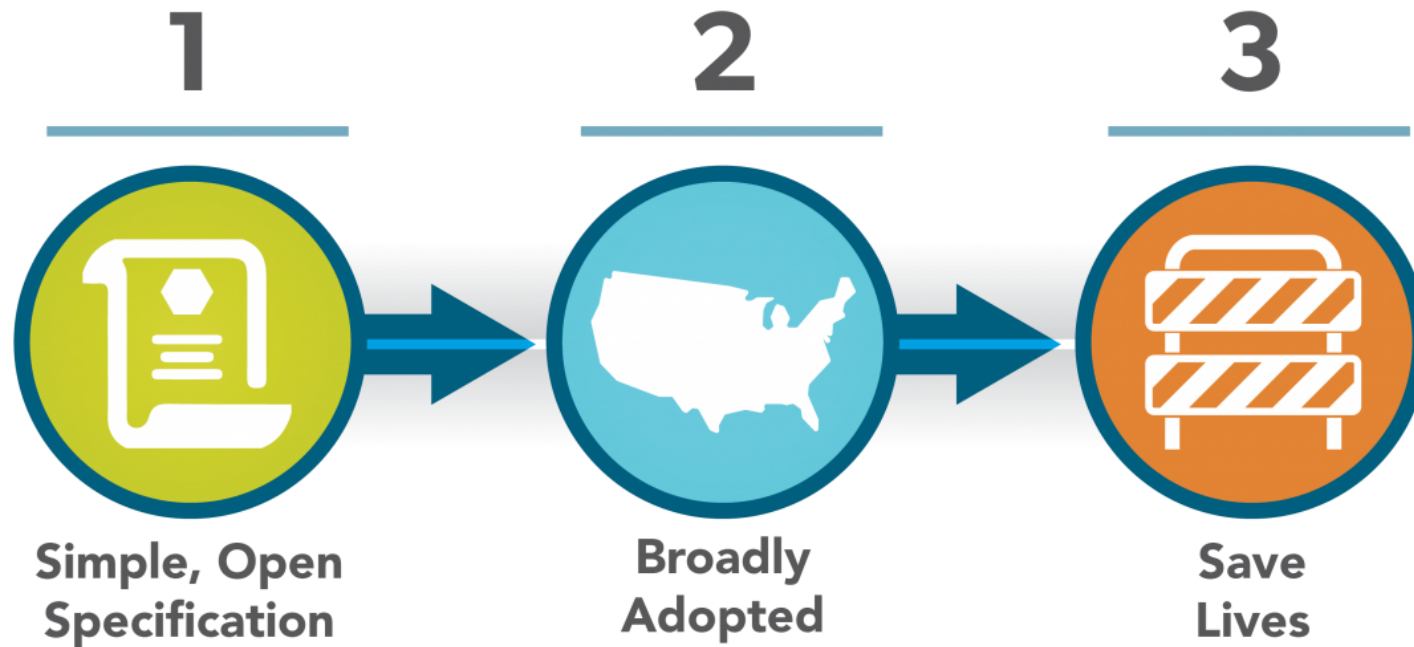 1
2
3
Simple, Open
Specification
Broadly
Adopted
Save
Lives